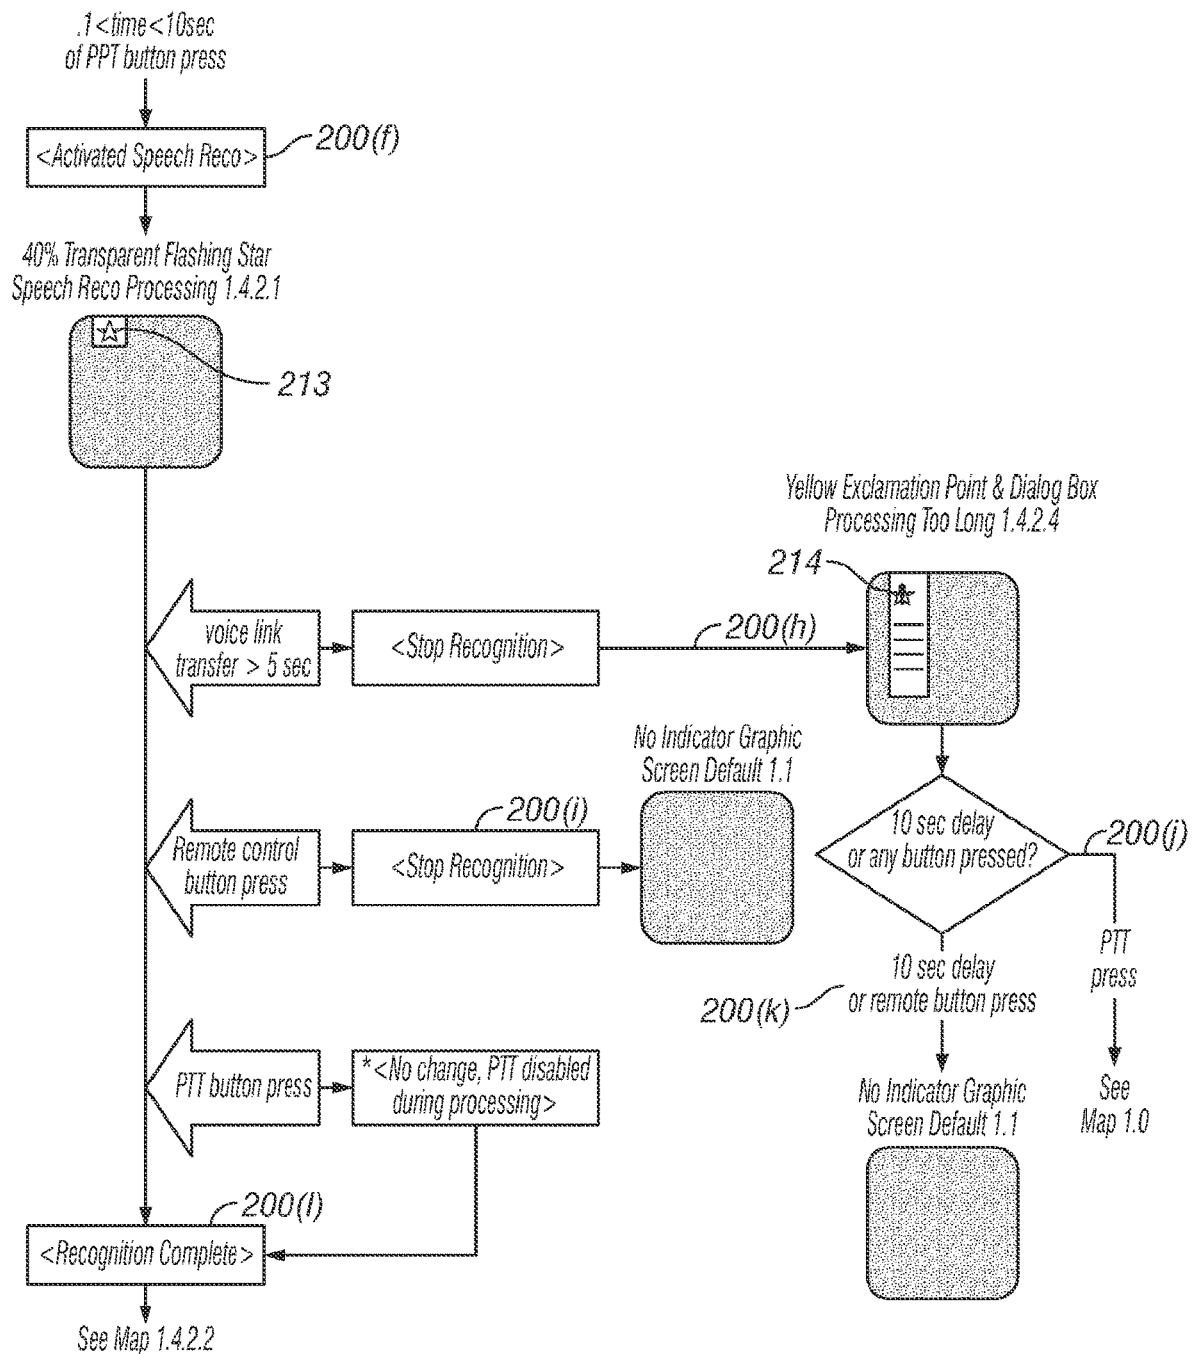 .1<time<10sec
of PPT button press
<Activated Speech Reco>
200(f)
40% Transparent Flashing Star
Speech Reco Processing 1.4.2.1
213
Yellow Exclamation Point & Dialog Box
Processing Too Long 1.4.2.4
214
voice link
transfer > 5 sec
<Stop Recognition>
200(h)
No Indicator Graphic
Screen Default 1.1
200(i)
Remote control
button press
<Stop Recognition>
10 sec delay
or any button pressed?
200(j)
PTT
press
10 sec delay
or remote button press
200(k)
PTT button press
*<No change, PTT disabled
during processing>
No Indicator Graphic
Screen Default 1.1
See
Map 1.0
200(l)
<Recognition Complete>
See Map 1.4.2.2